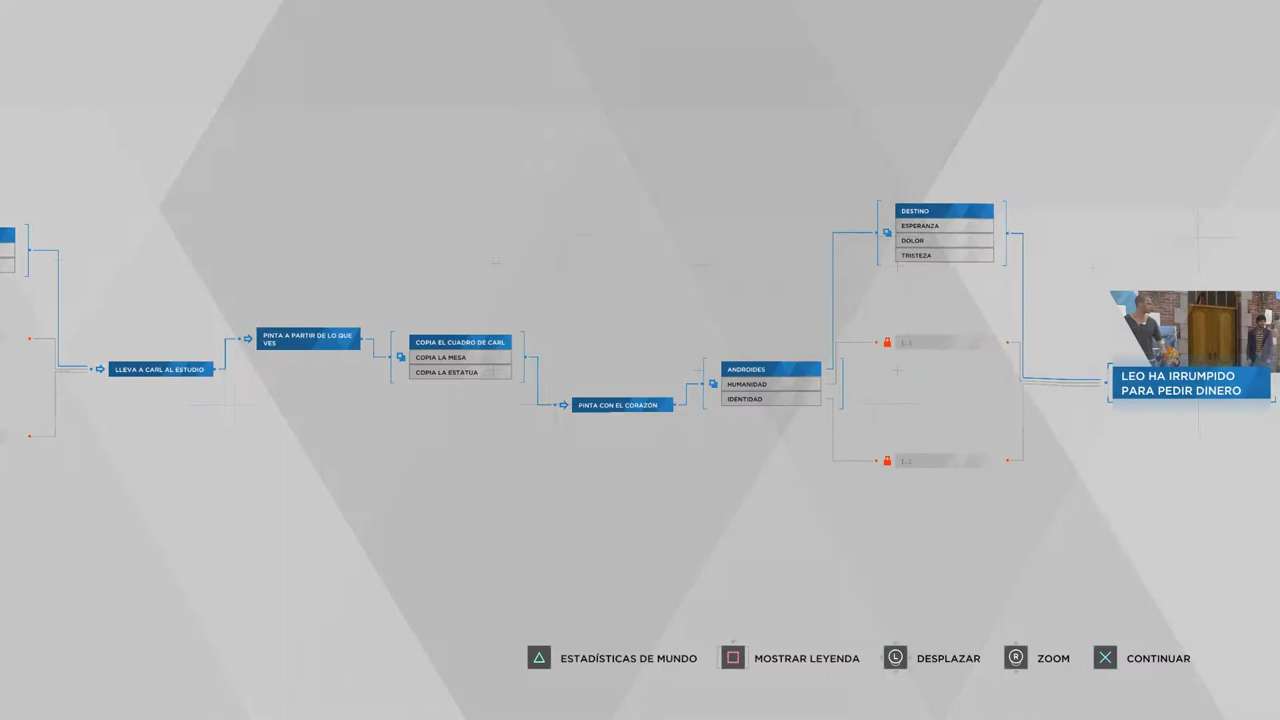 LLEVA A CARL AL ESTUDIO
PINTA A PARTIR DE LO QUE
VES
COPIA EL CUADRO DE CARL
COPIA LA MESA
COPIA LA ESTATUA
PINTA CON EL CORAZÓN
ANDROIDES
HUMANIDAD
IDENTIDAD
DESTINO
ESPERANZA
DOLOR
TRISTEZA
[...]
[...]
LEO HA IRRUMPIDO
PARA PEDIR DINERO
ESTADÍSTICAS DE MUNDO
MOSTRAR LEYENDA
L
DESPLAZAR
R
ZOOM
CONTINUAR